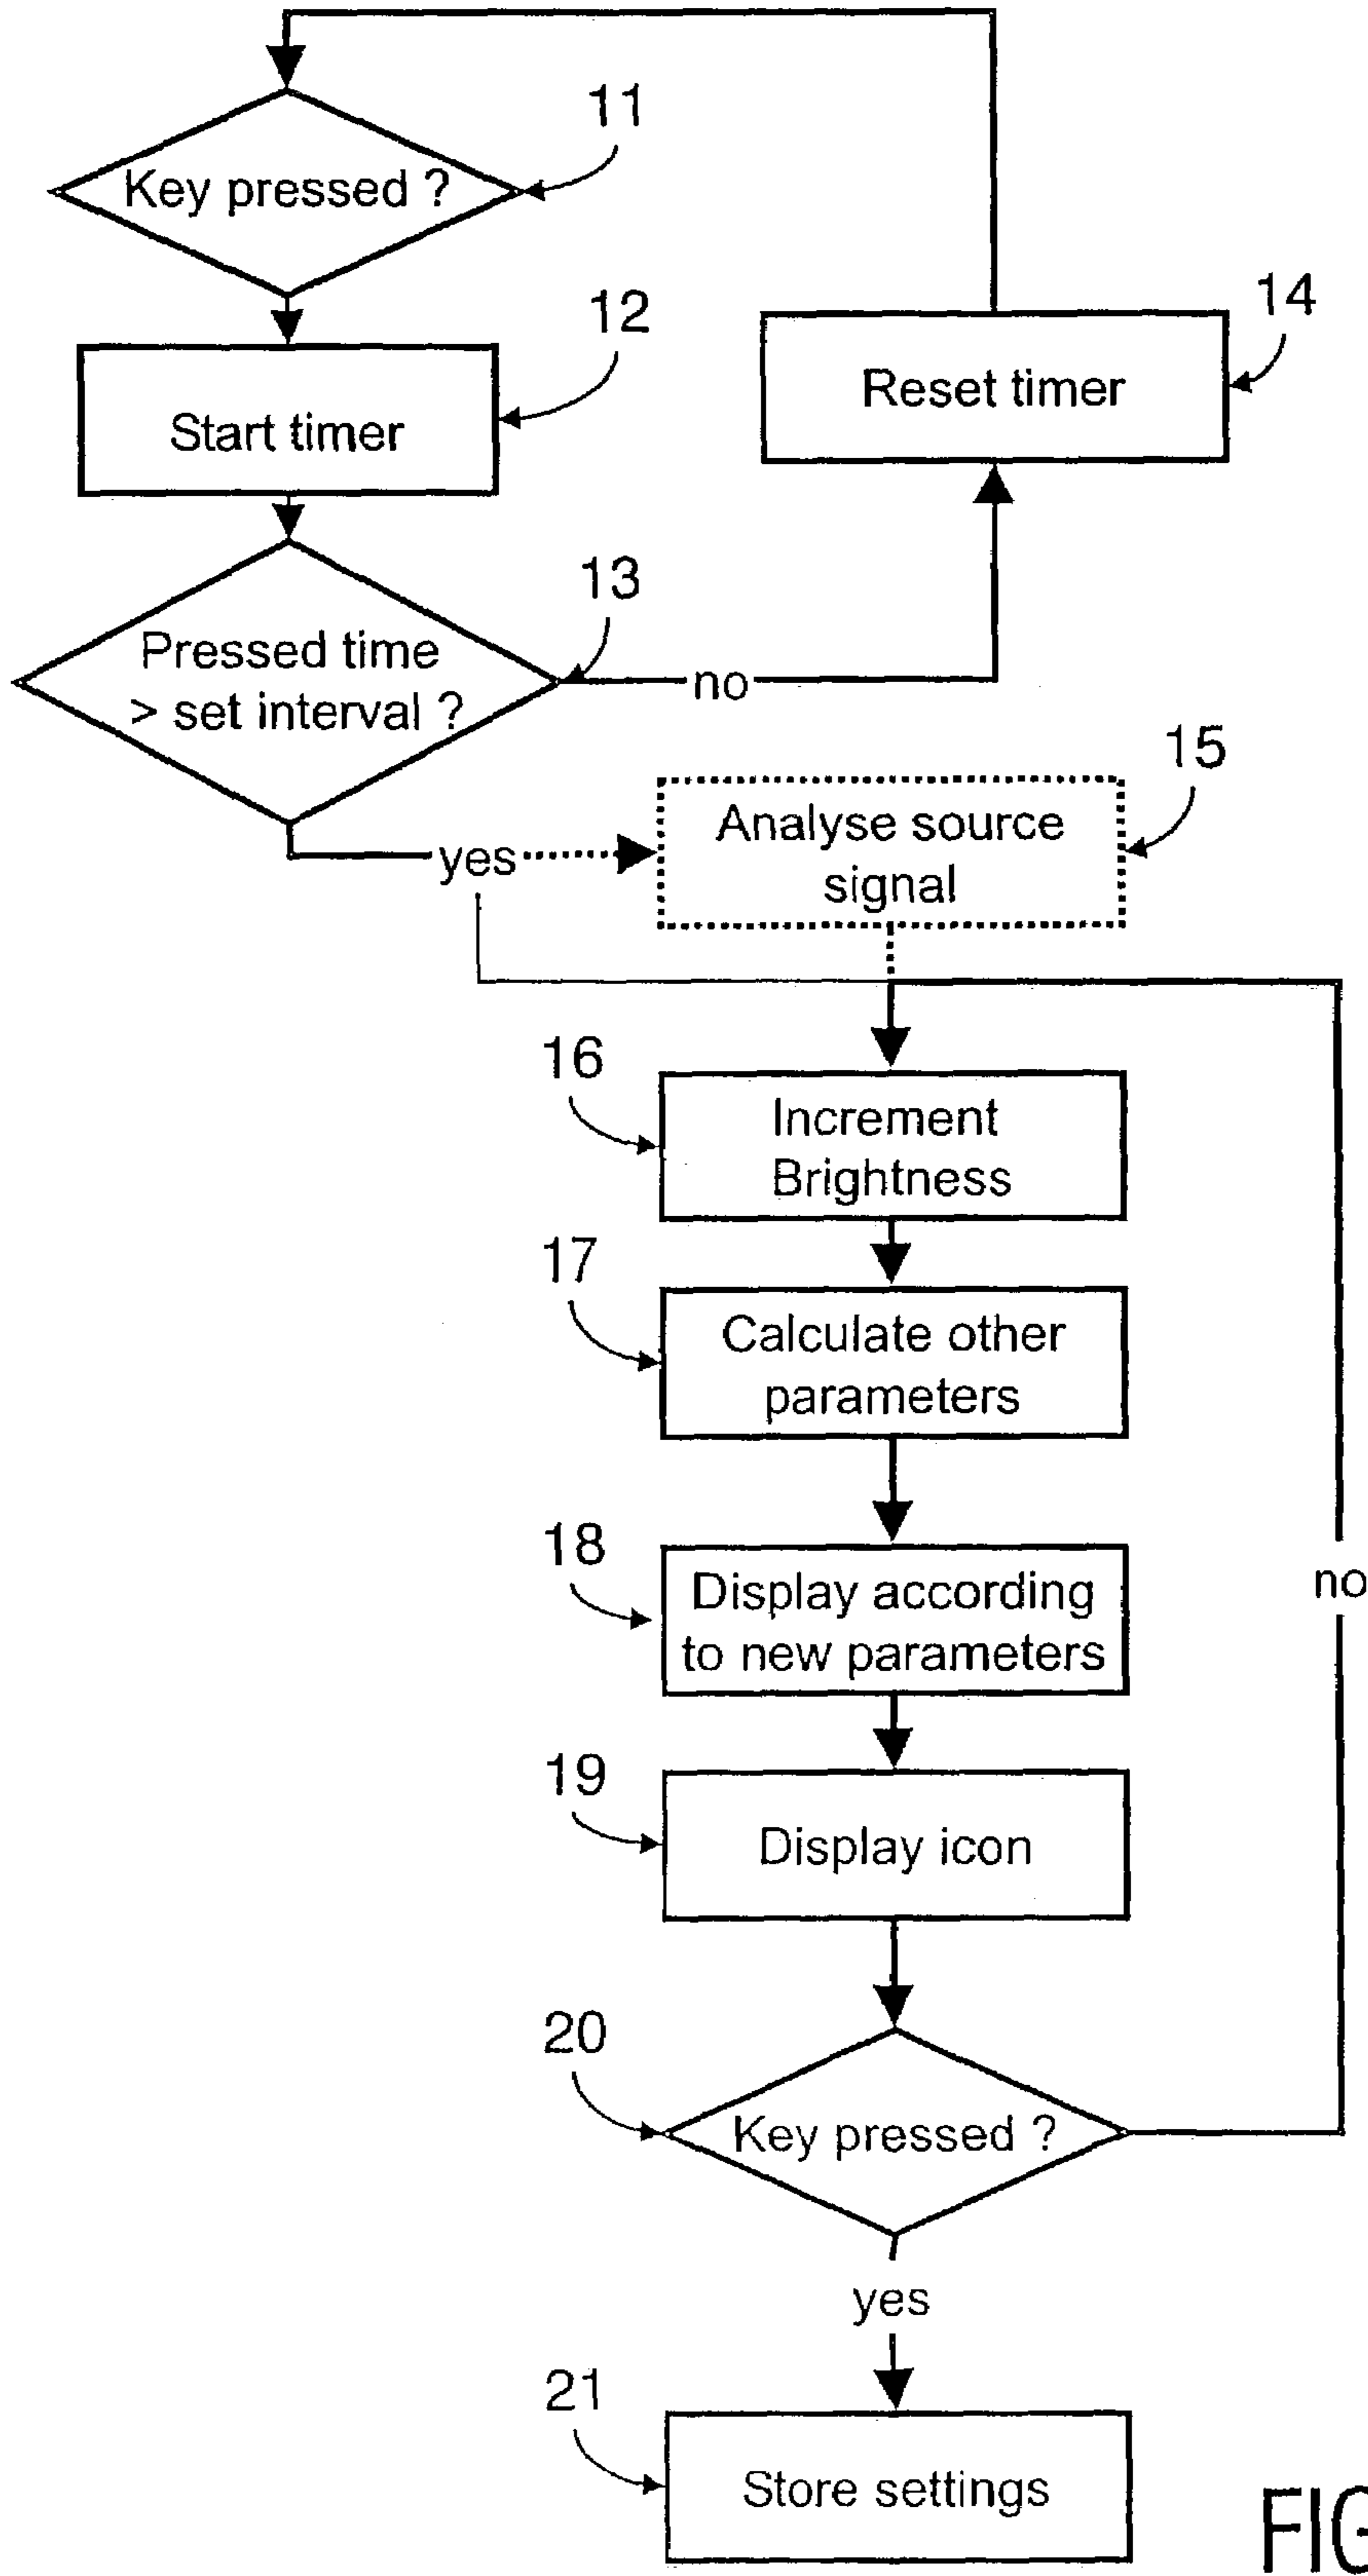 11
Key pressed ?
12
Start timer
14
Reset timer
13
Pressed time
> set interval ?
no
15
Analyse source
signal
yes
16
Increment
Brightness
17
Calculate other
parameters
18
Display according
to new parameters
no
19
Display icon
20
Key pressed ?
yes
21
Store settings
FIG